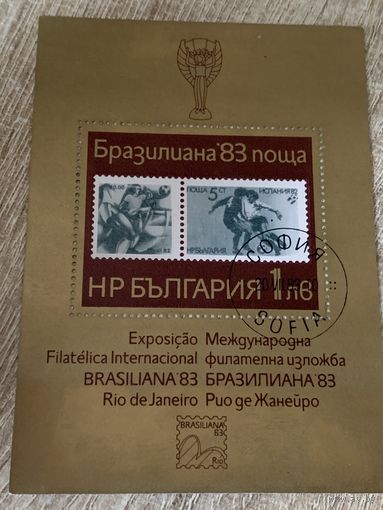 Бразилиана'83 поща
ПОЩА 5 СТ ИСПАНИЯ'82
НР БЪЛГАРИЯ
НР БЪЛГАРИЯ 1 лв
СОФИЯ
SOFIA
Exposição Международна
Filatélica Internacional филателна изложба
BRASILIANA'83 БРАЗИЛИАНА'83
Rio de Janeiro Рио де Жанейро
BRASILIANA
83
Rio